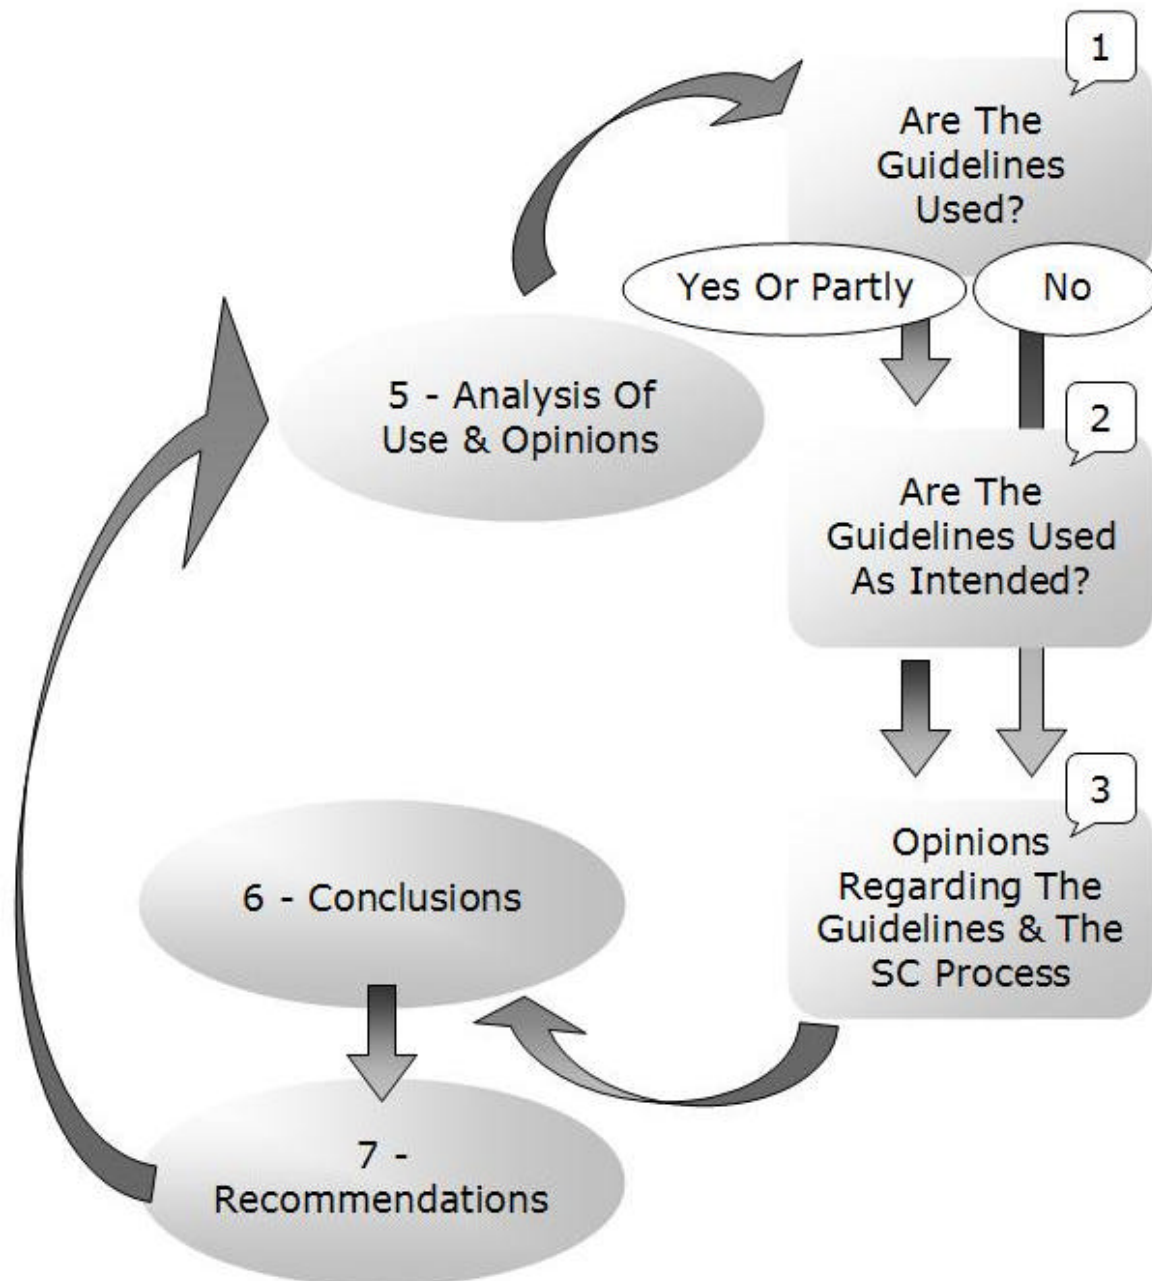 1
Are The
Guidelines
Used?
Yes Or Partly
No
5 - Analysis Of
Use & Opinions
2
Are The
Guidelines Used
As Intended?
3
Opinions
Regarding The
Guidelines & The
SC Process
6 - Conclusions
7 -
Recommendations